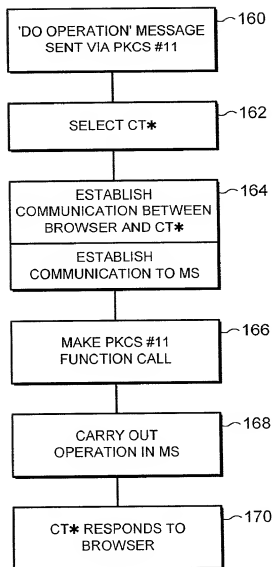 'DO OPERATION' MESSAGE
SENT VIA PKCS #11
160
SELECT CT*
162
ESTABLISH
COMMUNICATION BETWEEN
BROWSER AND CT*
164
ESTABLISH
COMMUNICATION TO MS
MAKE PKCS #11
FUNCTION CALL
166
CARRY OUT
OPERATION IN MS
168
CT* RESPONDS TO
BROWSER
170